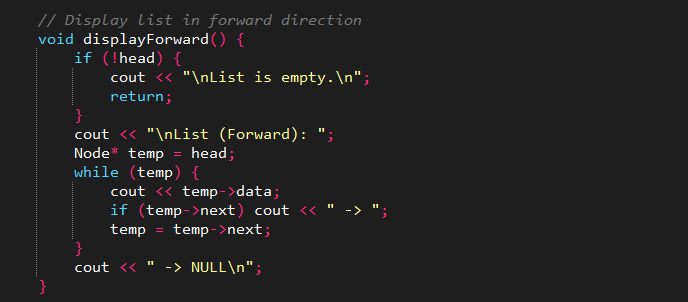 // Display list in forward direction
void displayForward() {
    if (!head) {
        cout << "\nList is empty.\n";
        return;
    }
    cout << "\nList (Forward): ";
    Node* temp = head;
    while (temp) {
        cout << temp->data;
        if (temp->next) cout << " -> ";
        temp = temp->next;
    }
    cout << " -> NULL\n";
}